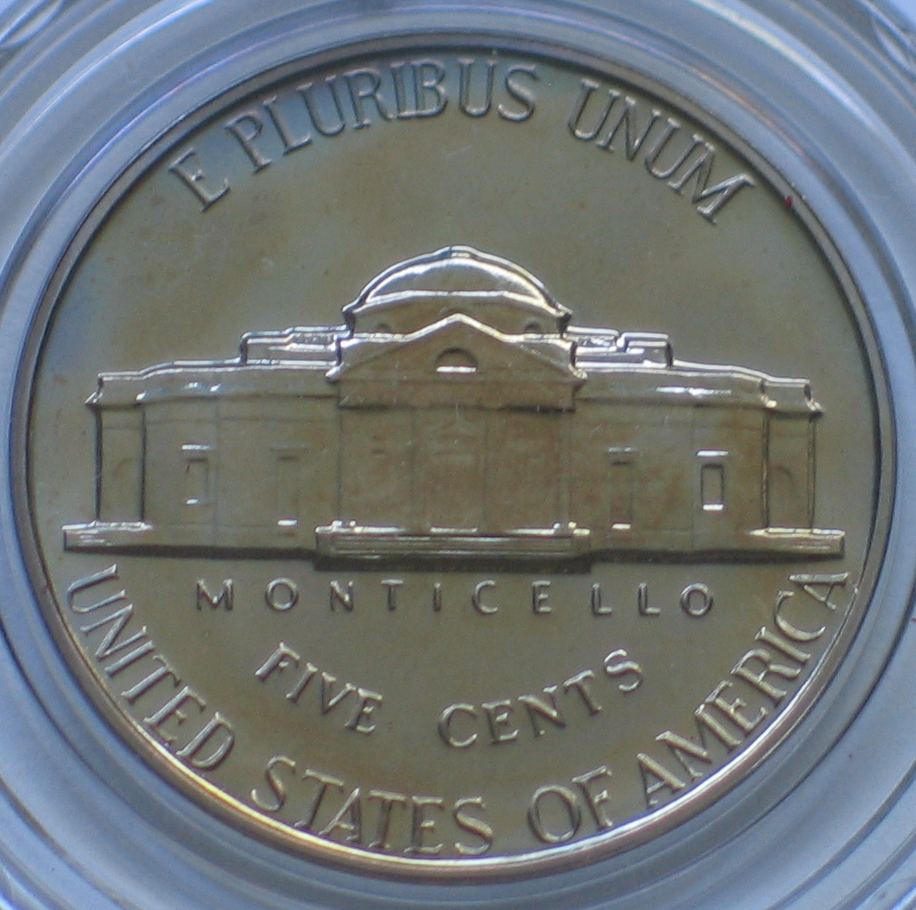 E PLURIBUS UNUM
MONTICELLO
FIVE CENTS
UNITED STATES OF AMERICA